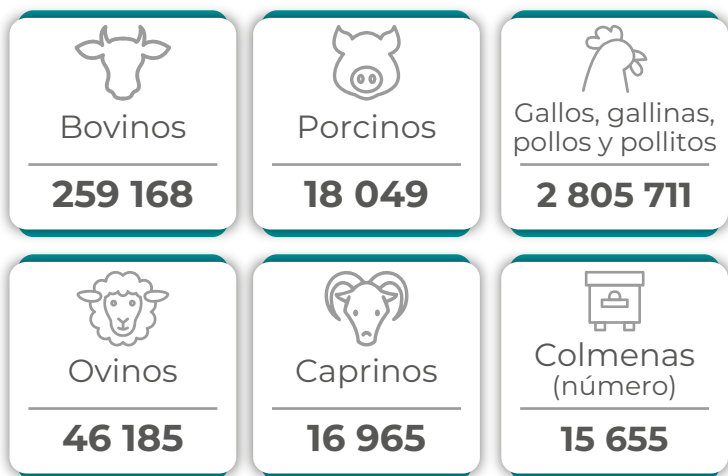 Bovinos
259 168
Porcinos
18 049
Gallos, gallinas,
pollos y pollitos
2 805 711
Ovinos
46 185
Caprinos
16 965
Colmenas
(número)
15 655